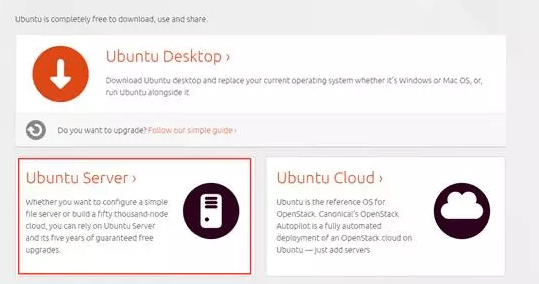 Ubuntu is completely free to download, use and share.
Ubuntu Desktop ›
Download Ubuntu desktop and replace your current operating system whether it's Windows or Mac OS, or,
run Ubuntu alongside it
Do you want to upgrade? Follow our simple guide ›
Ubuntu Server ›
Whether you want to configure a simple
file server or build a fifty thousand-node
cloud, you can rely on Ubuntu Server
and its five years of guaranteed free
upgrades.
Ubuntu Cloud ›
Ubuntu is the reference OS for
OpenStack. Canonical's OpenStack
Autopilot is a fully automated
deployment of an OpenStack cloud on
Ubuntu — just add servers